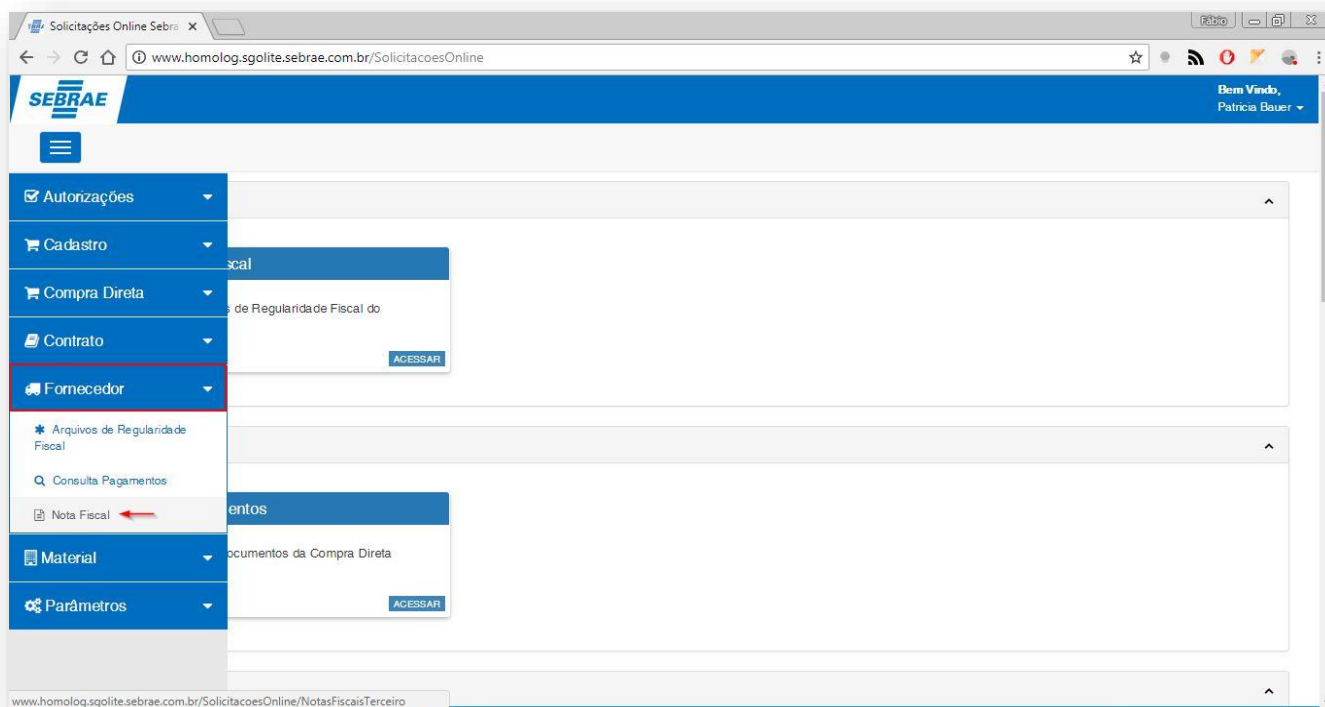 Solicitações Online Sebra
Fábio
www.homolog.sgolite.sebrae.com.br/SolicitacoesOnline
SEBRAE
Bem Vindo,
Patricia Bauer
Autorizações
Cadastro
scal
Compra Direta
s de Regularidade Fiscal do
Contrato
ACESSAR
Fornecedor
Arquivos de Regularidade
Fiscal
Consulta Pagamentos
Nota Fiscal
entos
Material
ocumentos da Compra Direta
Parâmetros
ACESSAR
www.homolog.sgolite.sebrae.com.br/SolicitacoesOnline/NotasFiscaisTerceiro